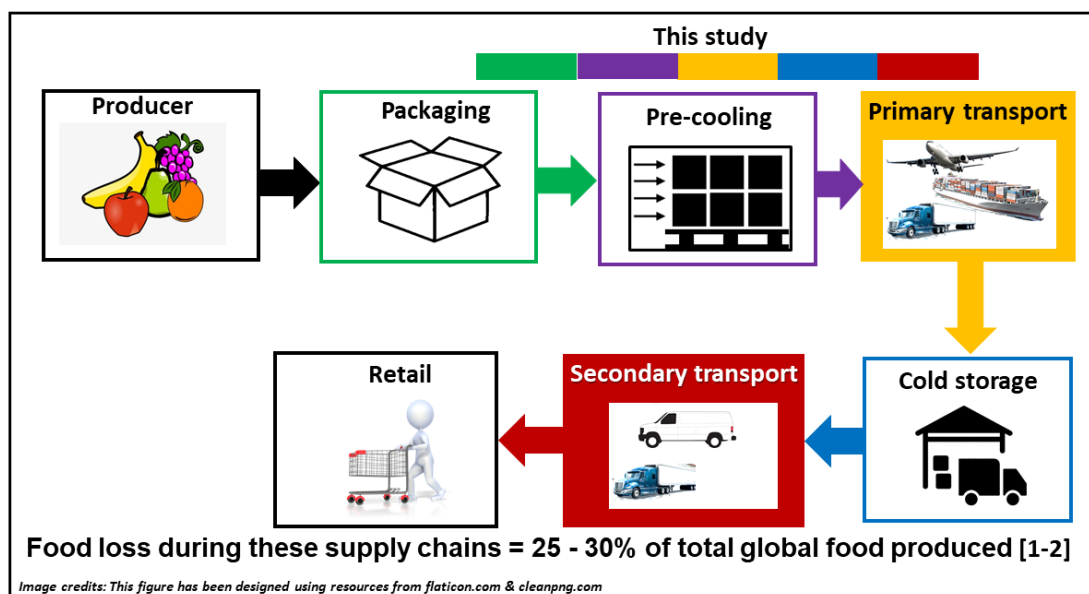 This study
Producer
Packaging
Pre-cooling
Primary transport
Cold storage
Secondary transport
Retail
Food loss during these supply chains = 25 - 30% of total global food produced [1-2]
Image credits: This figure has been designed using resources from flaticon.com & cleanpng.com